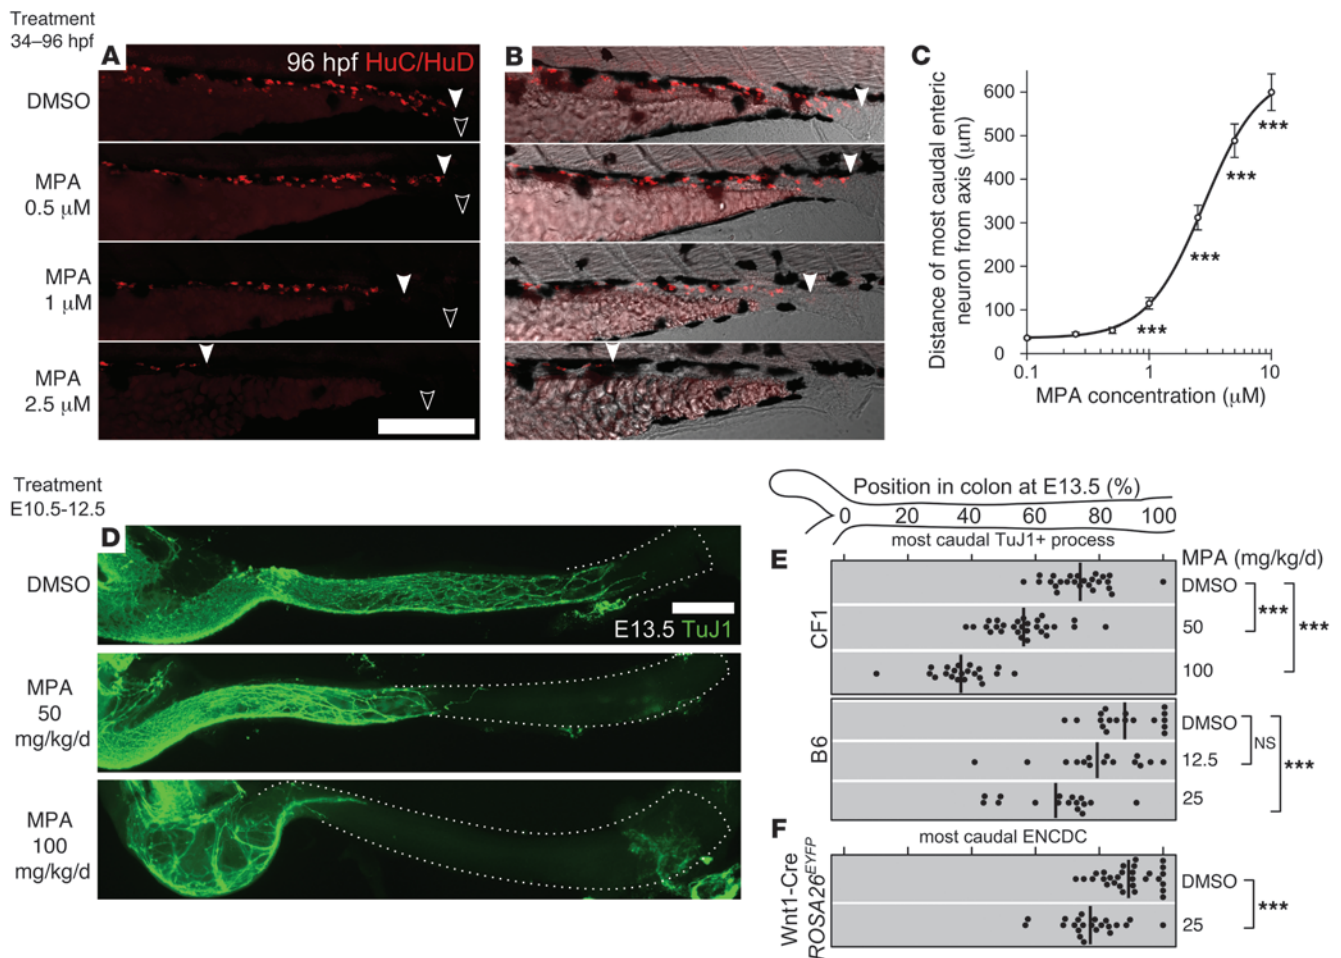 Treatment
34–96 hpf
A
96 hpf HuC/HuD
B
DMSO
MPA
0.5 μM
MPA
1 μM
MPA
2.5 μM
C
Distance of most caudal enteric
neuron from axis (μm)
600
500
400
300
200
100
0
***
***
***
***
0.1
1
10
MPA concentration (μM)
Treatment
E10.5-12.5
D
DMSO
E13.5 TuJ1
MPA
50
mg/kg/d
MPA
100
mg/kg/d
Position in colon at E13.5 (%)
0 20 40 60 80 100
most caudal TuJ1+ process
E
MPA (mg/kg/d)
CF1
DMSO
50
100
***
***
B6
DMSO
12.5
25
NS
***
F
most caudal ENCDC
Wnt1-Cre
ROSA26EYFP
DMSO
25
***